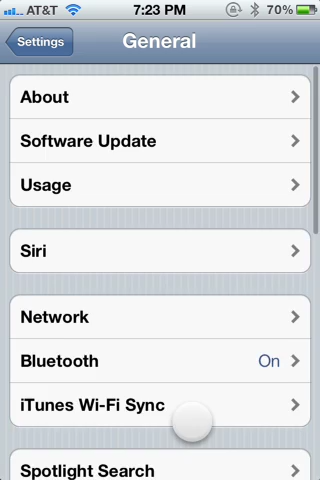 AT&T 7:23 PM 70%
Settings General
About
Software Update
Usage
Siri
Network
Bluetooth On
iTunes Wi-Fi Sync
Spotlight Search